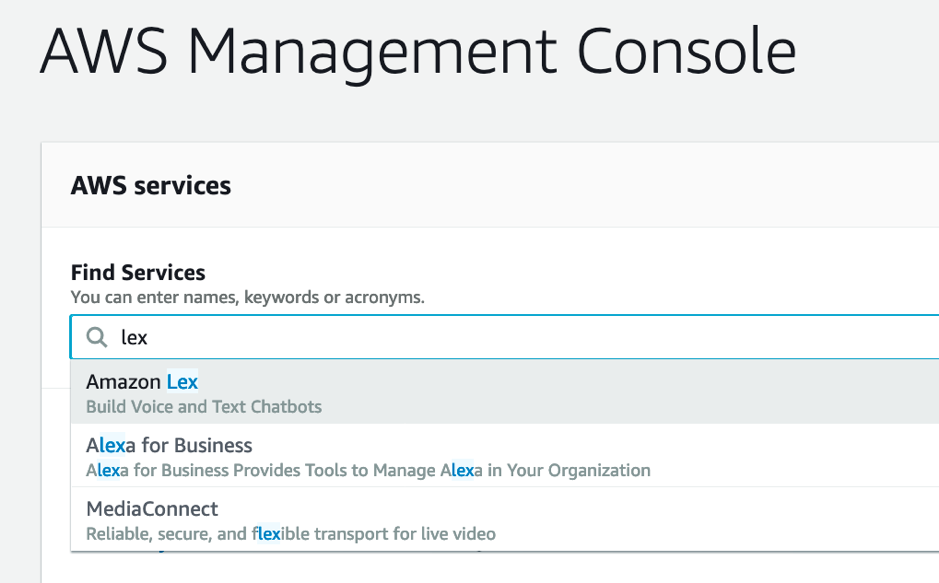 AWS Management Console
AWS services
Find Services
You can enter names, keywords or acronyms.
lex
Amazon Lex
Build Voice and Text Chatbots
Alexa for Business
Alexa for Business Provides Tools to Manage Alexa in Your Organization
MediaConnect
Reliable, secure, and flexible transport for live video